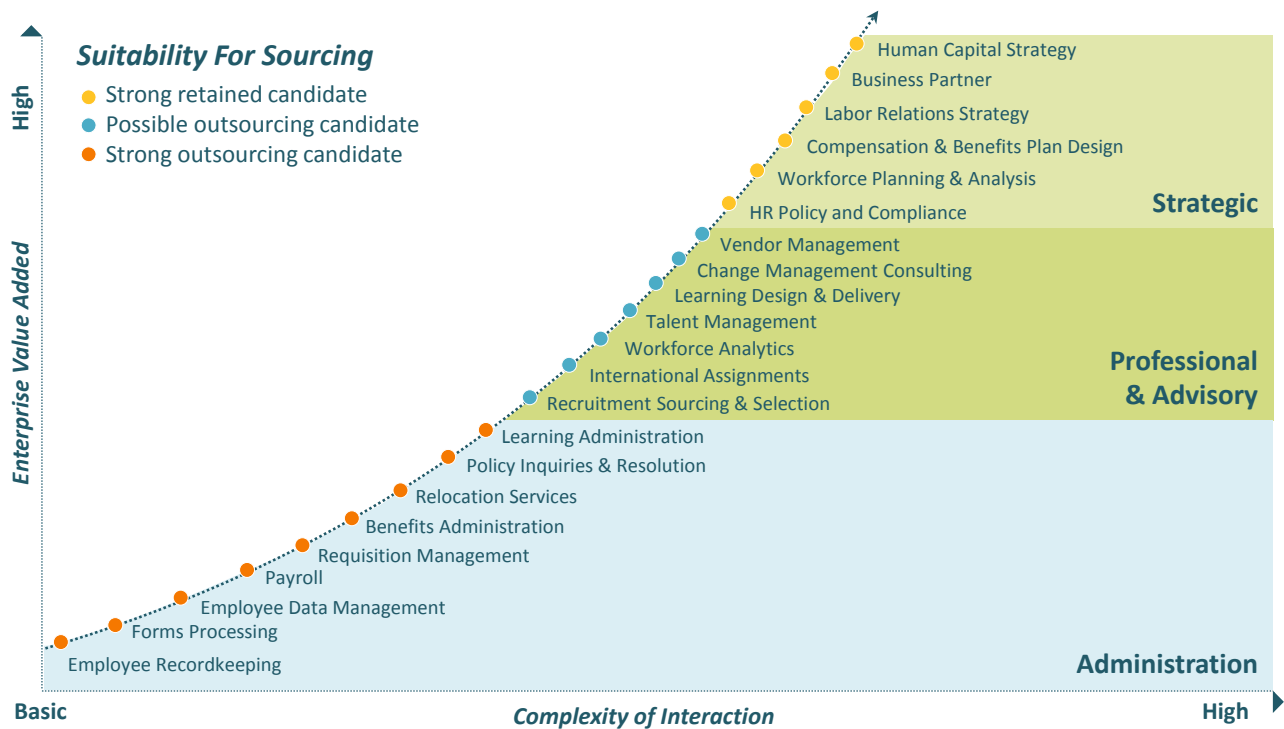 Suitability For Sourcing
Strong retained candidate
Possible outsourcing candidate
Strong outsourcing candidate
High
Enterprise Value Added
Human Capital Strategy
Business Partner
Labor Relations Strategy
Compensation & Benefits Plan Design
Workforce Planning & Analysis
HR Policy and Compliance
Strategic
Vendor Management
Change Management Consulting
Learning Design & Delivery
Talent Management
Workforce Analytics
International Assignments
Recruitment Sourcing & Selection
Professional
& Advisory
Learning Administration
Policy Inquiries & Resolution
Relocation Services
Benefits Administration
Requisition Management
Payroll
Employee Data Management
Forms Processing
Employee Recordkeeping
Administration
Basic
Complexity of Interaction
High